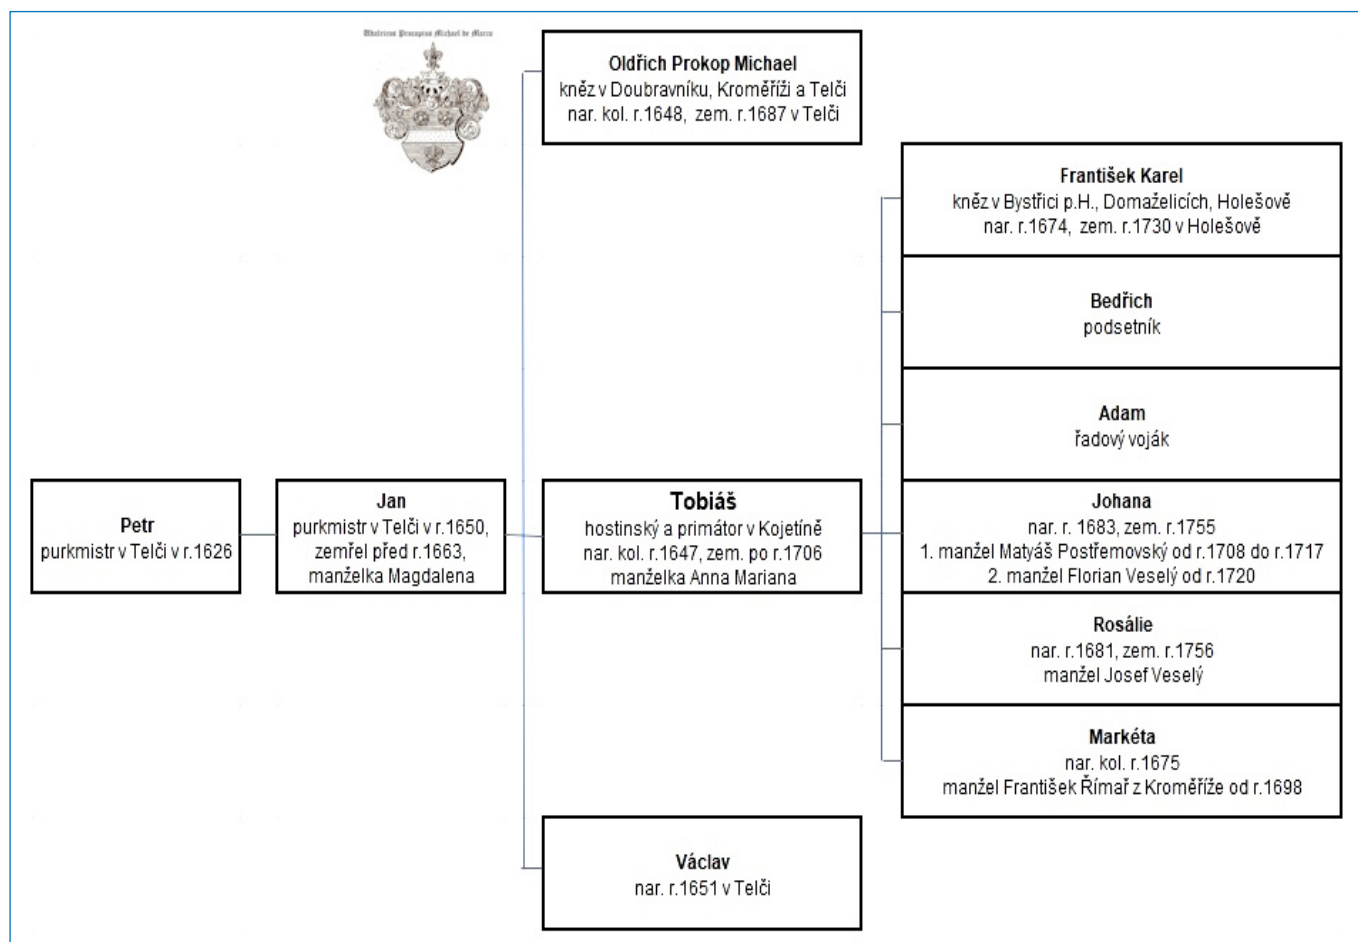 Udalricus Procopius Michael de Maria
Oldřich Prokop Michael
kněz v Doubravníku, Kroměříži a Telči
nar. kol. r.1648, zem. r.1687 v Telči
František Karel
kněz v Bystřici p.H., Domaželicích, Holešově
nar. r.1674, zem. r.1730 v Holešově
Bedřich
podsetník
Adam
řadový voják
Petr
purkmistr v Telči v r.1626
Jan
purkmistr v Telči v r.1650,
zemřel před r.1663,
manželka Magdalena
Tobiáš
hostinský a primátor v Kojetíně
nar. kol. r.1647, zem. po r.1706
manželka Anna Mariana
Johana
nar. r. 1683, zem. r.1755
1. manžel Matyáš Postřemovský od r.1708 do r.1717
2. manžel Florian Veselý od r.1720
Rosálie
nar. r.1681, zem. r.1756
manžel Josef Veselý
Markéta
nar. kol. r.1675
manžel František Římař z Kroměříže od r.1698
Václav
nar. r.1651 v Telči